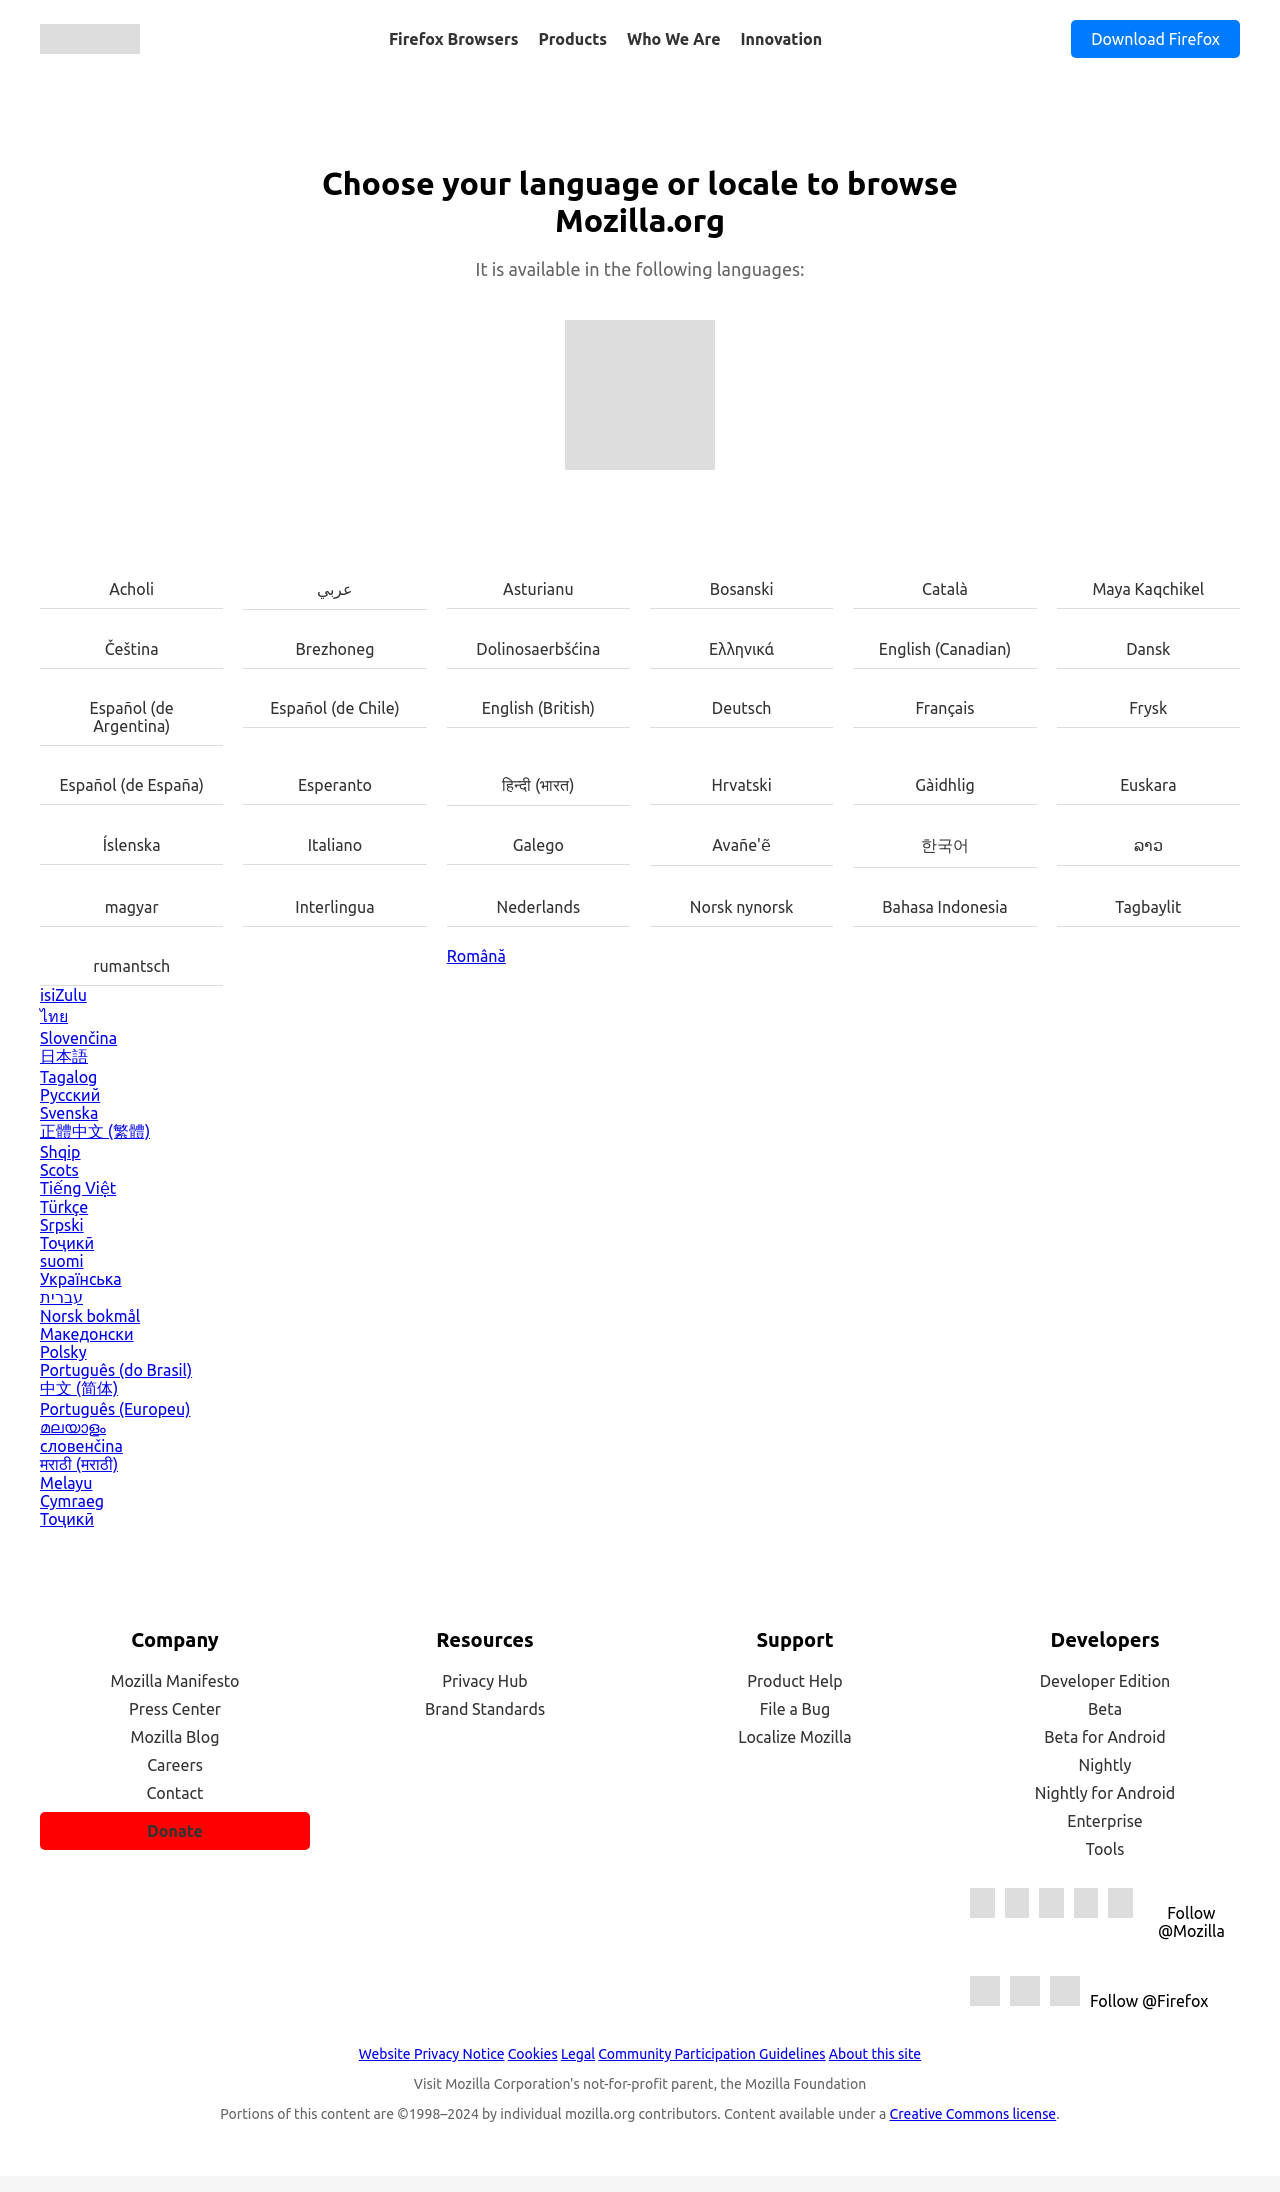 Firefox Browsers Products Who We Are Innovation Download Firefox
Choose your language or locale to browse
Mozilla.org
It is available in the following languages:
Acholi عربي Asturianu Bosanski Català Maya Kaqchikel
Čeština Brezhoneg Dolinoserbšćina Ελληνικά English (Canadian) Dansk
Español (de
Argentina) Español (de Chile) English (British) Deutsch Français Frysk
Español (de España) Esperanto हिन्दी (भारत) Hrvatski Gàidhlig Euskara
Íslenska Italiano Galego Avañe'ẽ 한국어 ລາວ
magyar Interlingua Nederlands Norsk nynorsk Bahasa Indonesia Tagbaylit
rumantsch Română
isiZulu
ไทย
Slovenčina
日本語
Tagalog
Русский
Svenska
正體中文 (繁體)
Shqip
Scots
Tiếng Việt
Türkçe
Srpski
Тоҷикӣ
suomi
Українська
עברית
Norsk bokmål
Македонски
Polsky
Português (do Brasil)
中文 (简体)
Português (Europeu)
മലയാളം
словенčina
मराठी (मराठी)
Melayu
Cymraeg
Тоҷикӣ
Company
Mozilla Manifesto
Press Center
Mozilla Blog
Careers
Contact
Donate
Resources
Privacy Hub
Brand Standards
Support
Product Help
File a Bug
Localize Mozilla
Developers
Developer Edition
Beta
Beta for Android
Nightly
Nightly for Android
Enterprise
Tools
Follow
@Mozilla
Follow @Firefox
Website Privacy Notice Cookies Legal Community Participation Guidelines About this site
Visit Mozilla Corporation's not-for-profit parent, the Mozilla Foundation
Portions of this content are ©1998–2024 by individual mozilla.org contributors. Content available under a Creative Commons license.